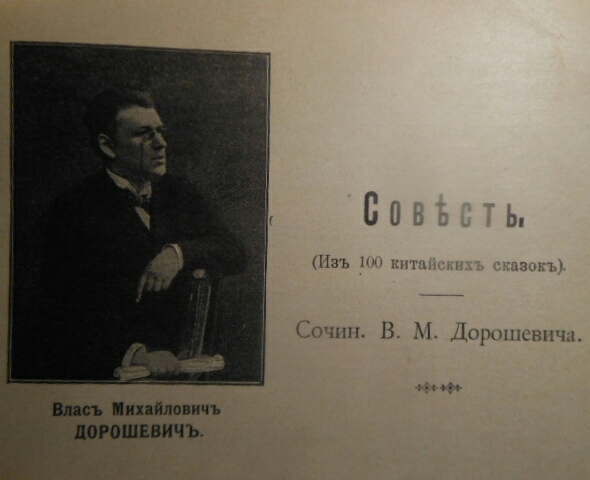 Совѣсть.
(Изъ 100 китайскихъ сказокъ).
Сочин. В. М. Дорошевича.
Власъ Михайловичъ
ДОРОШЕВИЧЪ.